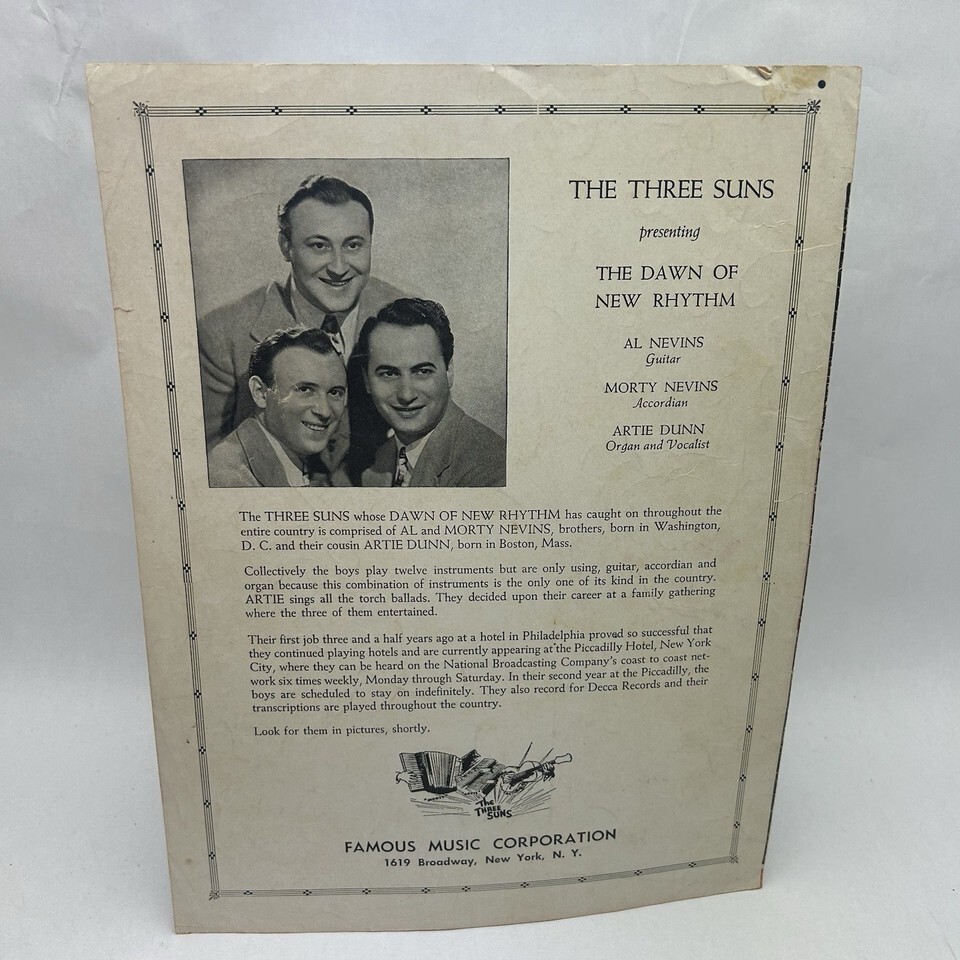 THE THREE SUNS
presenting
THE DAWN OF
NEW RHYTHM
AL NEVINS
Guitar
MORTY NEVINS
Accordian
ARTIE DUNN
Organ and Vocalist
The THREE SUNS whose DAWN OF NEW RHYTHM has caught on throughout the
entire country is comprised of AL and MORTY NEVINS, brothers, born in Washington,
D. C. and their cousin ARTIE DUNN, born in Boston, Mass.
Collectively the boys play twelve instruments but are only using, guitar, accordian and
organ because this combination of instruments is the only one of its kind in the country.
ARTIE sings all the torch ballads. They decided upon their career at a family gathering
where the three of them entertained.
Their first job three and a half years ago at a hotel in Philadelphia proved so successful that
they continued playing hotels and are currently appearing at the Piccadilly Hotel, New York
City, where they can be heard on the National Broadcasting Company's coast to coast net-
work six times weekly, Monday through Saturday. In their second year at the Piccadilly, the
boys are scheduled to stay on indefinitely. They also record for Decca Records and their
transcriptions are played throughout the country.
Look for them in pictures, shortly.
The
THREE
SUNS
FAMOUS MUSIC CORPORATION
1619 Broadway, New York, N. Y.